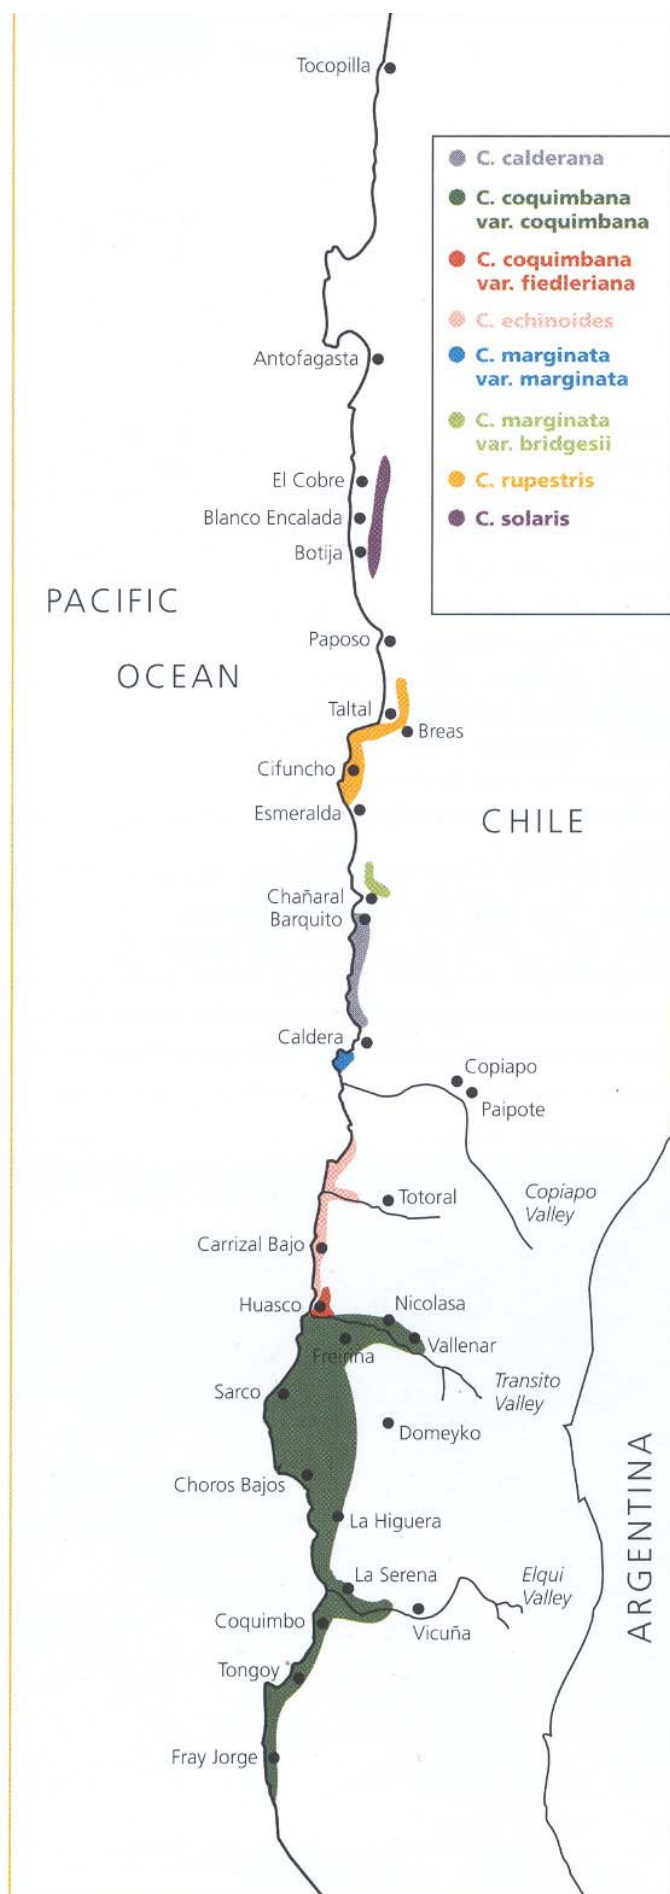 Tocopilla
C. calderana
C. coquimbana
var. coquimbana
C. coquimbana
var. fiedleriana
C. echinoides
C. marginata
var. marginata
C. marginata
var. bridgesii
C. rupestris
C. solaris
Antofagasta
El Cobre
Blanco Encalada
Botija
PACIFIC
OCEAN
Paposo
Taltal
Breas
Cifuncho
Esmeralda
CHILE
Chañaral
Barquito
Caldera
Copiapo
Paipote
Totoral
Copiapo
Valley
Carrizal Bajo
Huasco
Nicolasa
Freirina
Vallenar
Sarco
Transito
Valley
Domeyko
Choros Bajos
La Higuera
ARGENTINA
La Serena
Elqui
Valley
Coquimbo
Vicuña
Tongoy
Fray Jorge